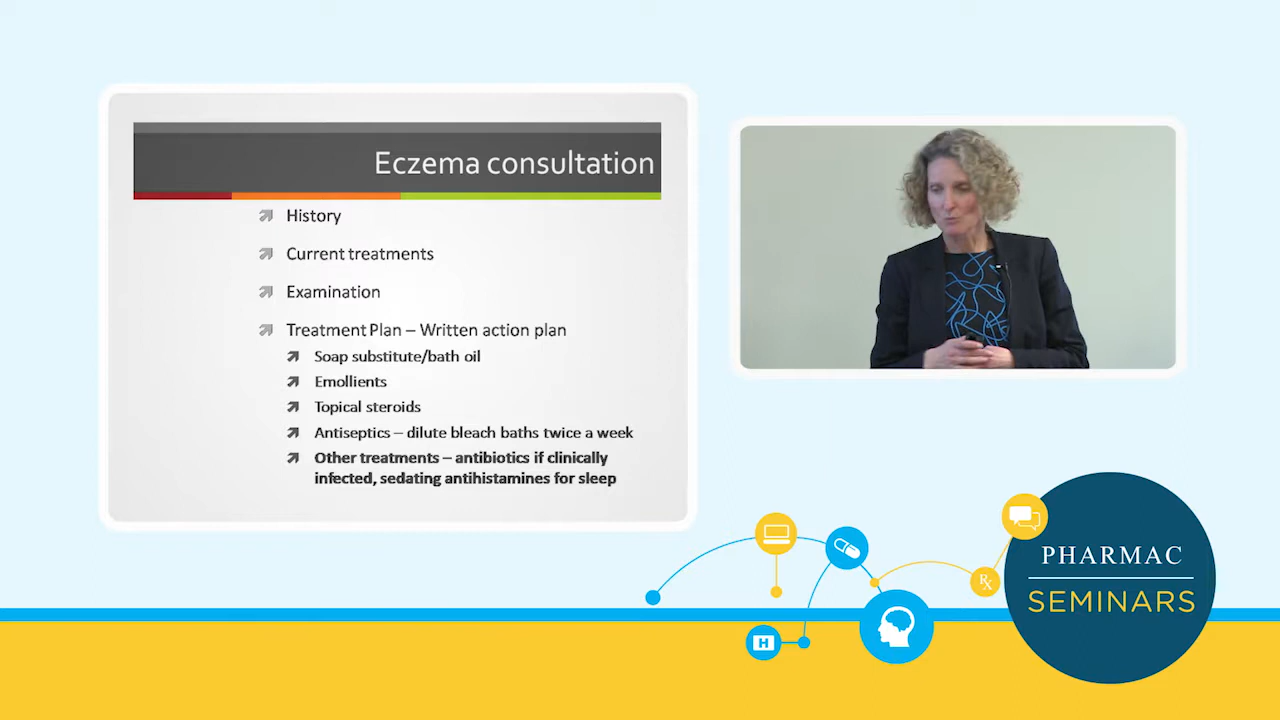 Eczema consultation
History
Current treatments
Examination
Treatment Plan – Written action plan
Soap substitute/bath oil
Emollients
Topical steroids
Antiseptics – dilute bleach baths twice a week
Other treatments – antibiotics if clinically
infected, sedating antihistamines for sleep
PHARMAC
SEMINARS
Rx
H